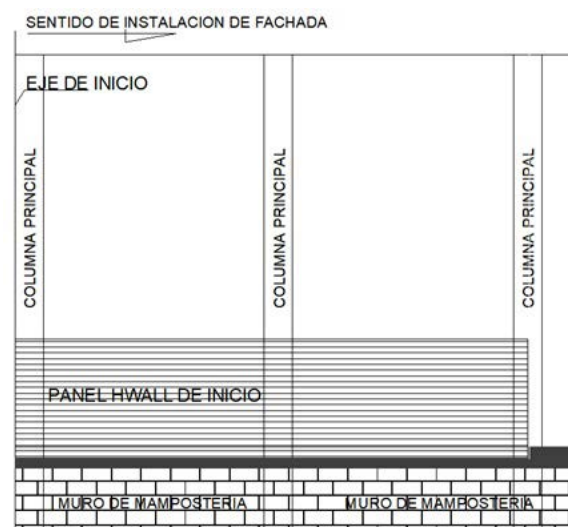 SENTIDO DE INSTALACION DE FACHADA
EJE DE INICIO
COLUMNA PRINCIPAL
COLUMNA PRINCIPAL
COLUMNA PRINCIPAL
PANEL HWALL DE INICIO
MURO DE MAMPOSTERIA
MURO DE MAMPOSTERIA